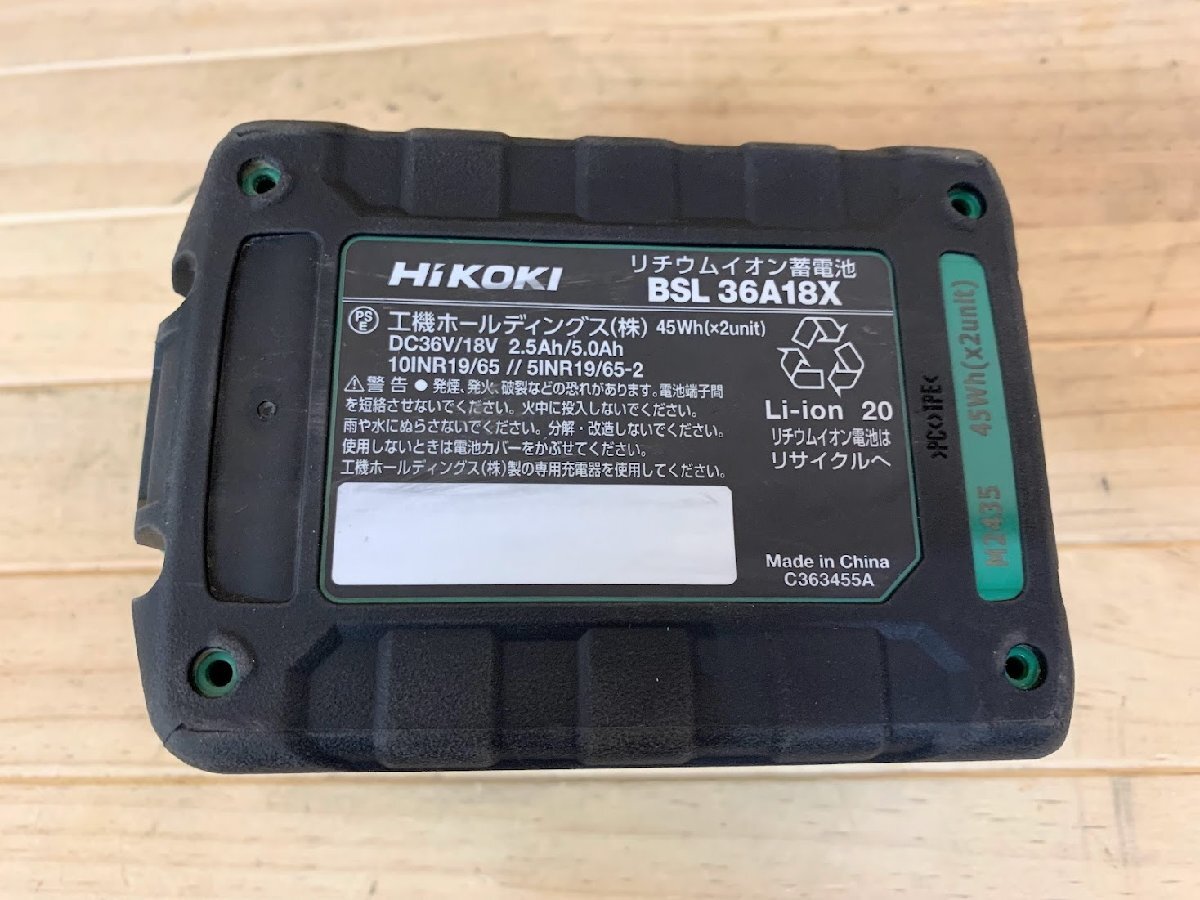 HiKOKI
リチウムイオン蓄電池
BSL 36A18X
PS
E
工機ホールディングス(株) 45Wh(×2unit)
DC36V/18V 2.5Ah/5.0Ah
10INR19/65 // 5INR19/65-2
⚠警告 ● 発煙、発火、破裂などの恐れがあります。電池端子間
を短絡させないでください。火中に投入しないでください。
雨や水にぬらさないでください。分解・改造しないでください。
使用しないときは電池カバーをかぶせてください。
工機ホールディングス(株)製の専用充電器を使用してください。
Li-ion 20
リチウムイオン電池は
リサイクルへ
Made in China
C363455A
>PC◇TPE<
M2435 45Wh(x2unit)